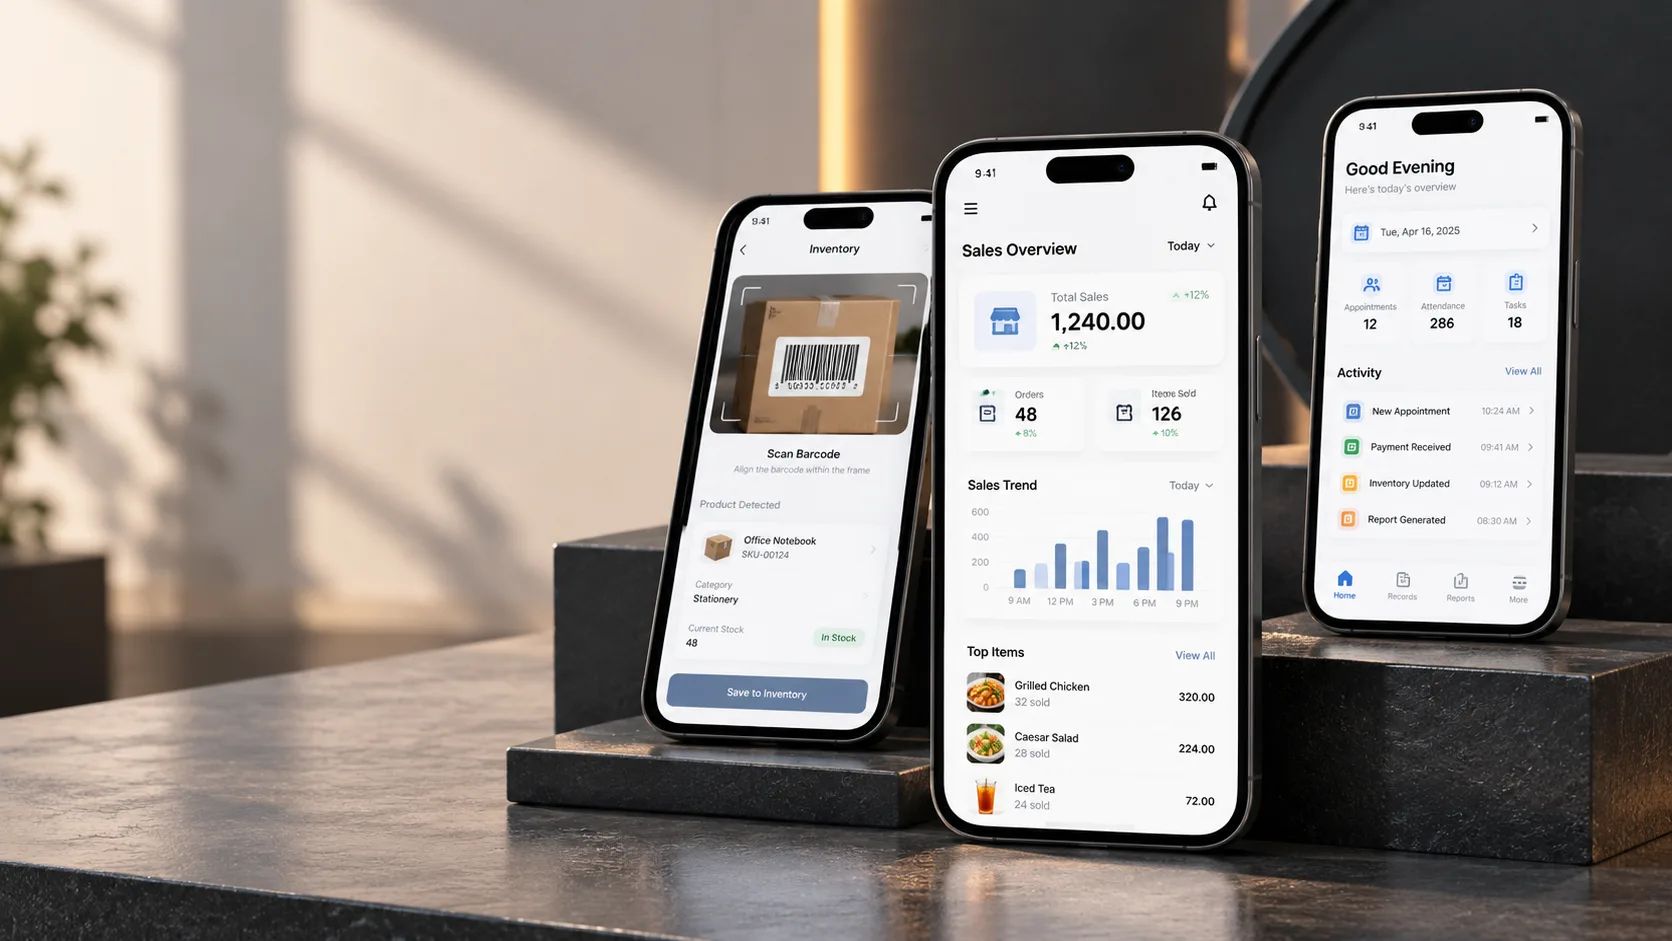 9:41
Inventory
Scan Barcode
Align the barcode within the frame
Product Detected
Office Notebook
SKU-00124
Category
Stationery
Current Stock
48
In Stock
Save to Inventory
9:41
Sales Overview
Today
Total Sales
+12%
1,240.00
+12%
Orders
48
+8%
Items Sold
126
+10%
Sales Trend
Today
600
400
200
0
9 AM 12 PM 3 PM 6 PM 9 PM
Top Items
View All
Grilled Chicken
32 sold
320.00
Caesar Salad
28 sold
224.00
Iced Tea
24 sold
72.00
9:41
Good Evening
Here's today's overview
Tue, Apr 16, 2025
Appointments
12
Attendance
286
Tasks
18
Activity
View All
New Appointment
10:24 AM
Payment Received
09:41 AM
Inventory Updated
09:12 AM
Report Generated
08:30 AM
Home
Records
Reports
More